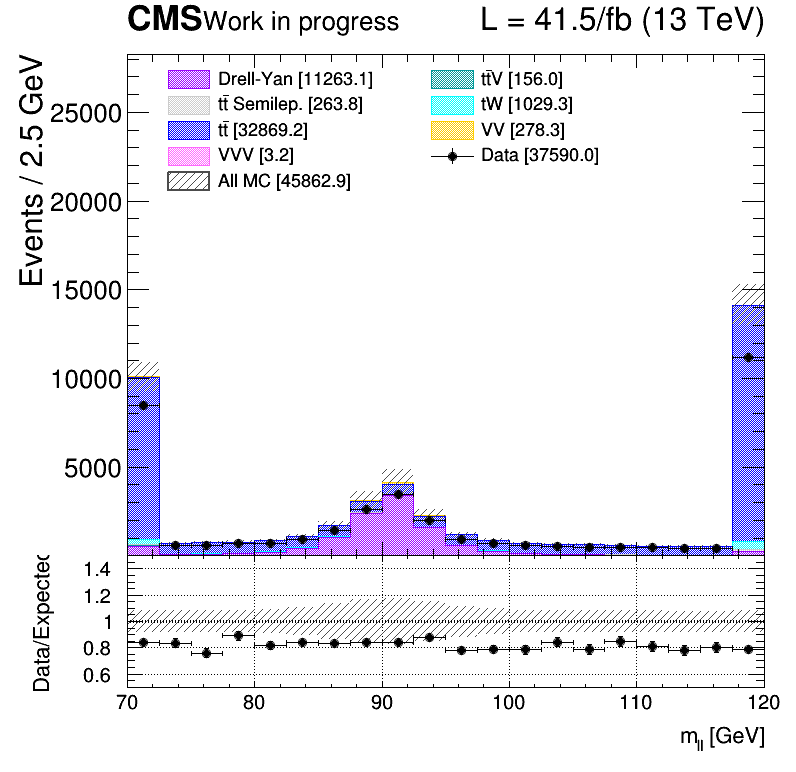 CMS Work in progress L = 41.5/fb (13 TeV)
Events / 2.5 GeV
25000
20000
15000
10000
5000
Drell-Yan [11263.1]
tt̄ Semilep. [263.8]
tt̄ [32869.2]
VVV [3.2]
All MC [45862.9]
tt̄V [156.0]
tW [1029.3]
VV [278.3]
Data [37590.0]
Data/Expected
1.4
1.2
1
0.8
0.6
70 80 90 100 110 120
m_ll [GeV]